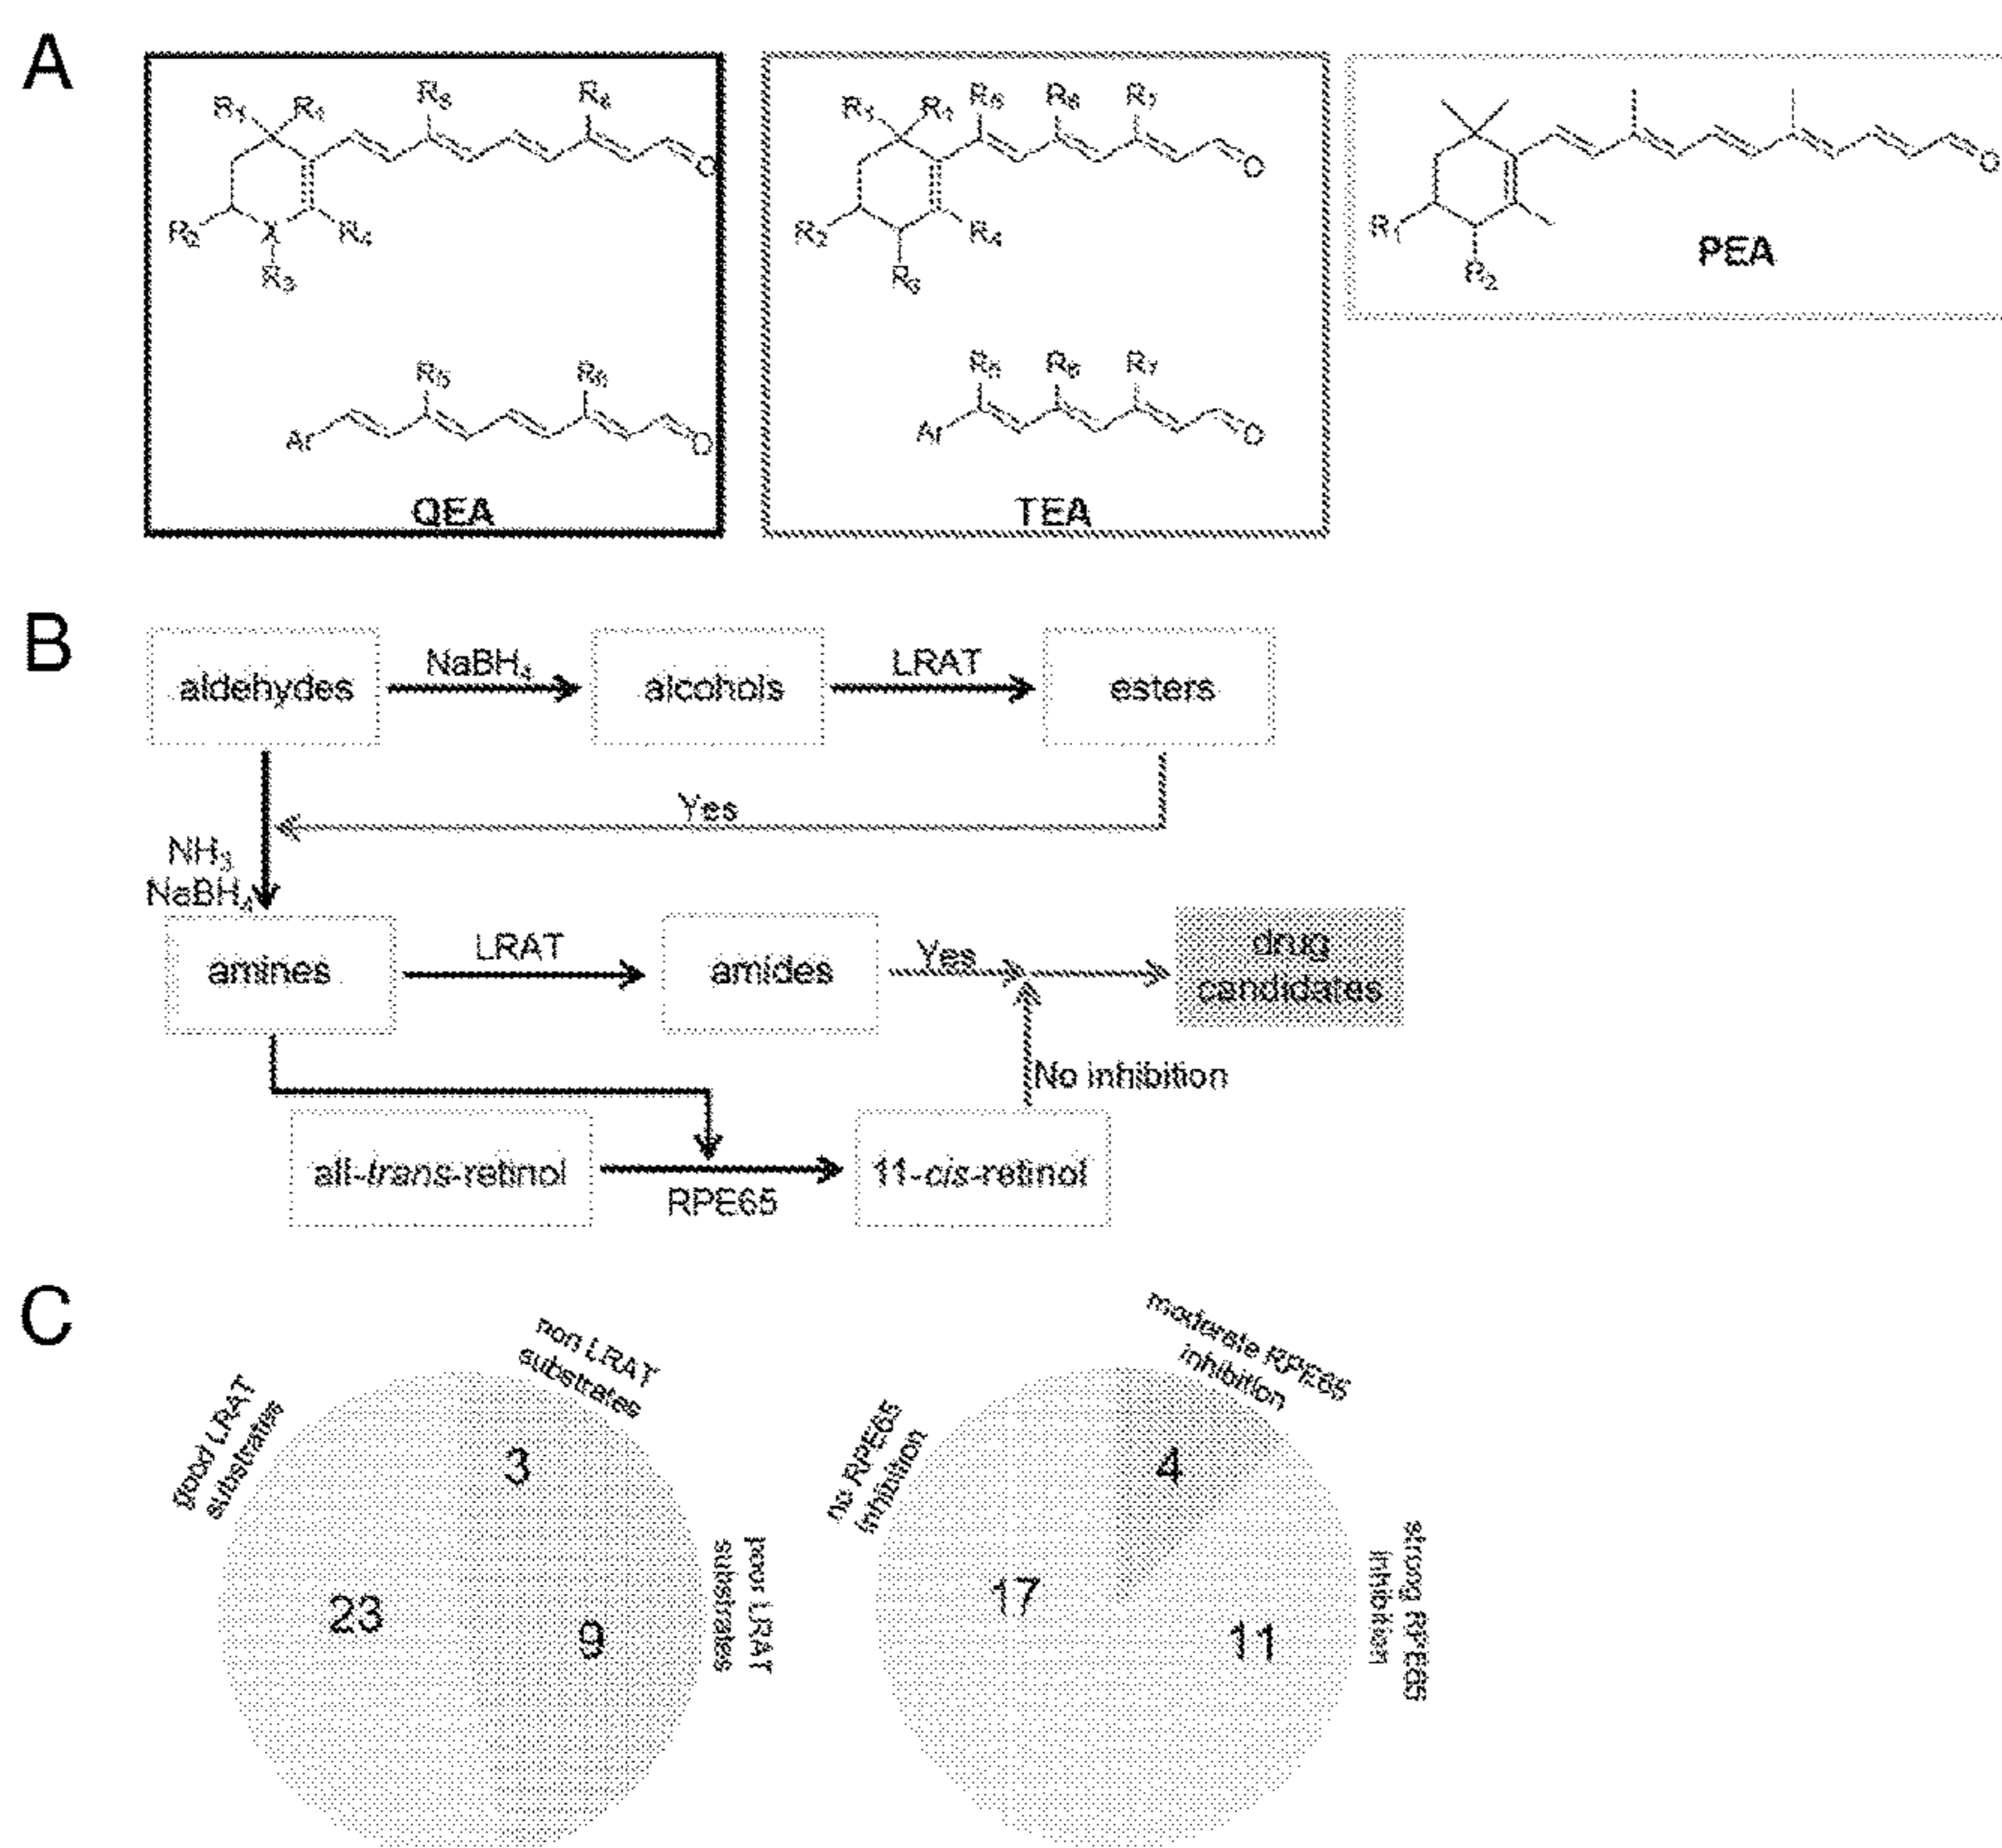 A
R₁ R₁ R₅ R₆
O
R₂ X R₄
R₃
R₅ R₆
Ar O
QEA
R₁ R₁ R₅ R₆ R₇
O
R₂ R₄
R₃
R₅ R₆ R₇
Ar O
TEA
O
R₁
R₂
PEA
B
aldehydes
NaBH₄
alcohols
LRAT
esters
Yes
NH₃
NaBH₄
amines
LRAT
amides
Yes
drug
candidates
No inhibition
all-trans-retinol
RPE65
11-cis-retinol
C
good LRAT
substrates
non LRAT
substrates
poor LRAT
substrates
23
3
9
no RPE65
inhibition
moderate RPE65
inhibition
strong RPE65
inhibition
17
4
11